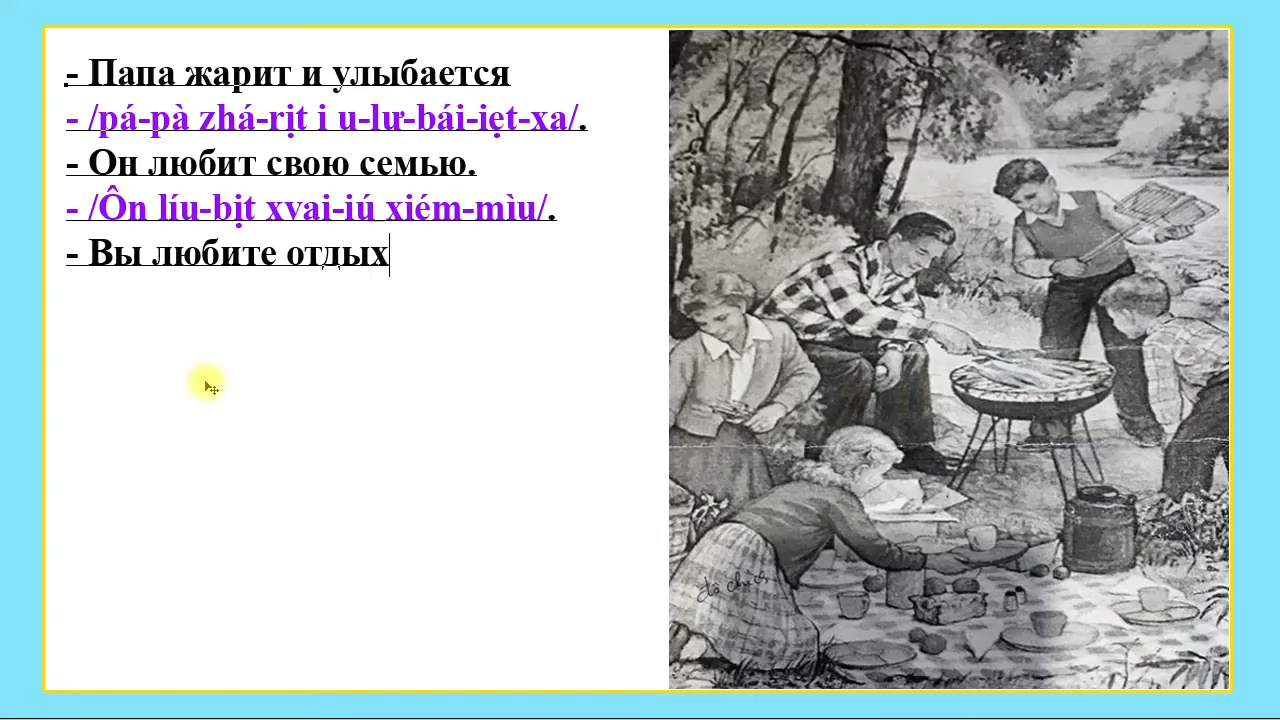 - Папа жарит и улыбается
- /pá-pà zhá-rịt i u-lư-bái-iẹt-xa/.
- Он любит свою семью.
- /Ôn líu-bịt xvai-iú xiém-mìu/.
- Вы любите отдых